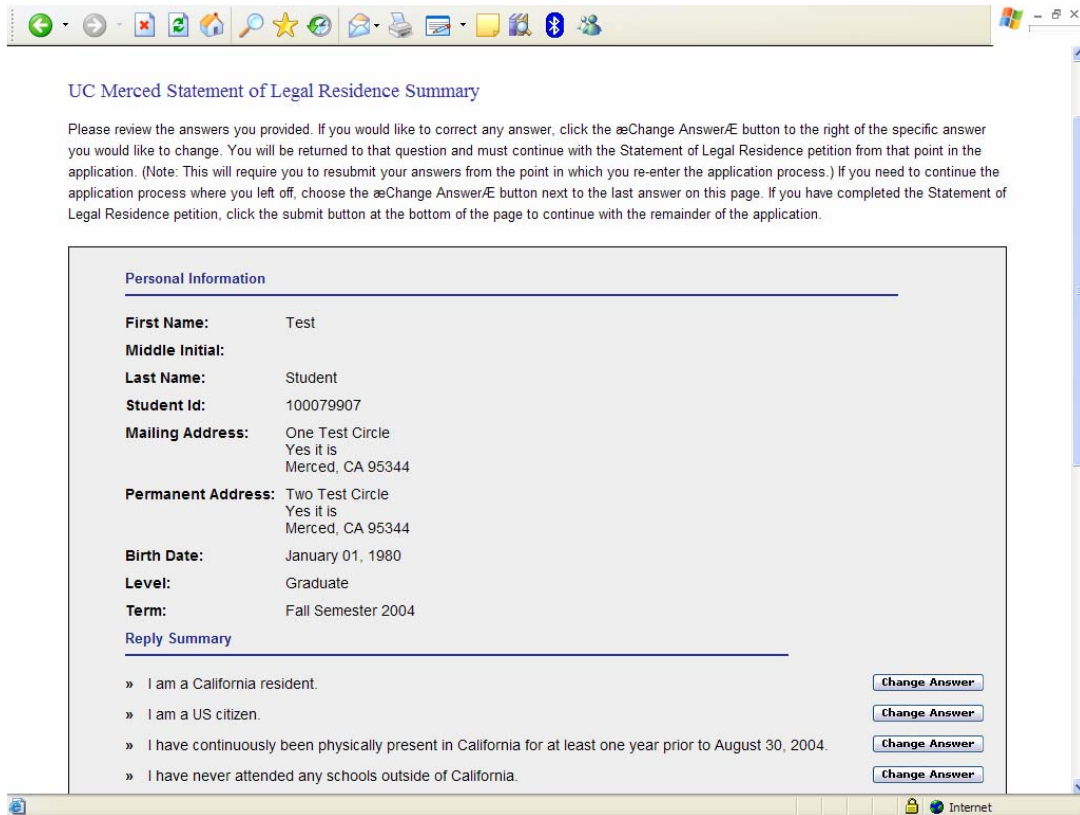 UC Merced Statement of Legal Residence Summary
Please review the answers you provided. If you would like to correct any answer, click the æChange AnswerÆ button to the right of the specific answer
you would like to change. You will be returned to that question and must continue with the Statement of Legal Residence petition from that point in the
application. (Note: This will require you to resubmit your answers from the point in which you re-enter the application process.) If you need to continue the
application process where you left off, choose the æChange AnswerÆ button next to the last answer on this page. If you have completed the Statement of
Legal Residence petition, click the submit button at the bottom of the page to continue with the remainder of the application.
Personal Information
First Name: Test
Middle Initial:
Last Name: Student
Student Id: 100079907
Mailing Address: One Test Circle
Yes it is
Merced, CA 95344
Permanent Address: Two Test Circle
Yes it is
Merced, CA 95344
Birth Date: January 01, 1980
Level: Graduate
Term: Fall Semester 2004
Reply Summary
» I am a California resident. Change Answer
» I am a US citizen. Change Answer
» I have continuously been physically present in California for at least one year prior to August 30, 2004. Change Answer
» I have never attended any schools outside of California. Change Answer
Internet